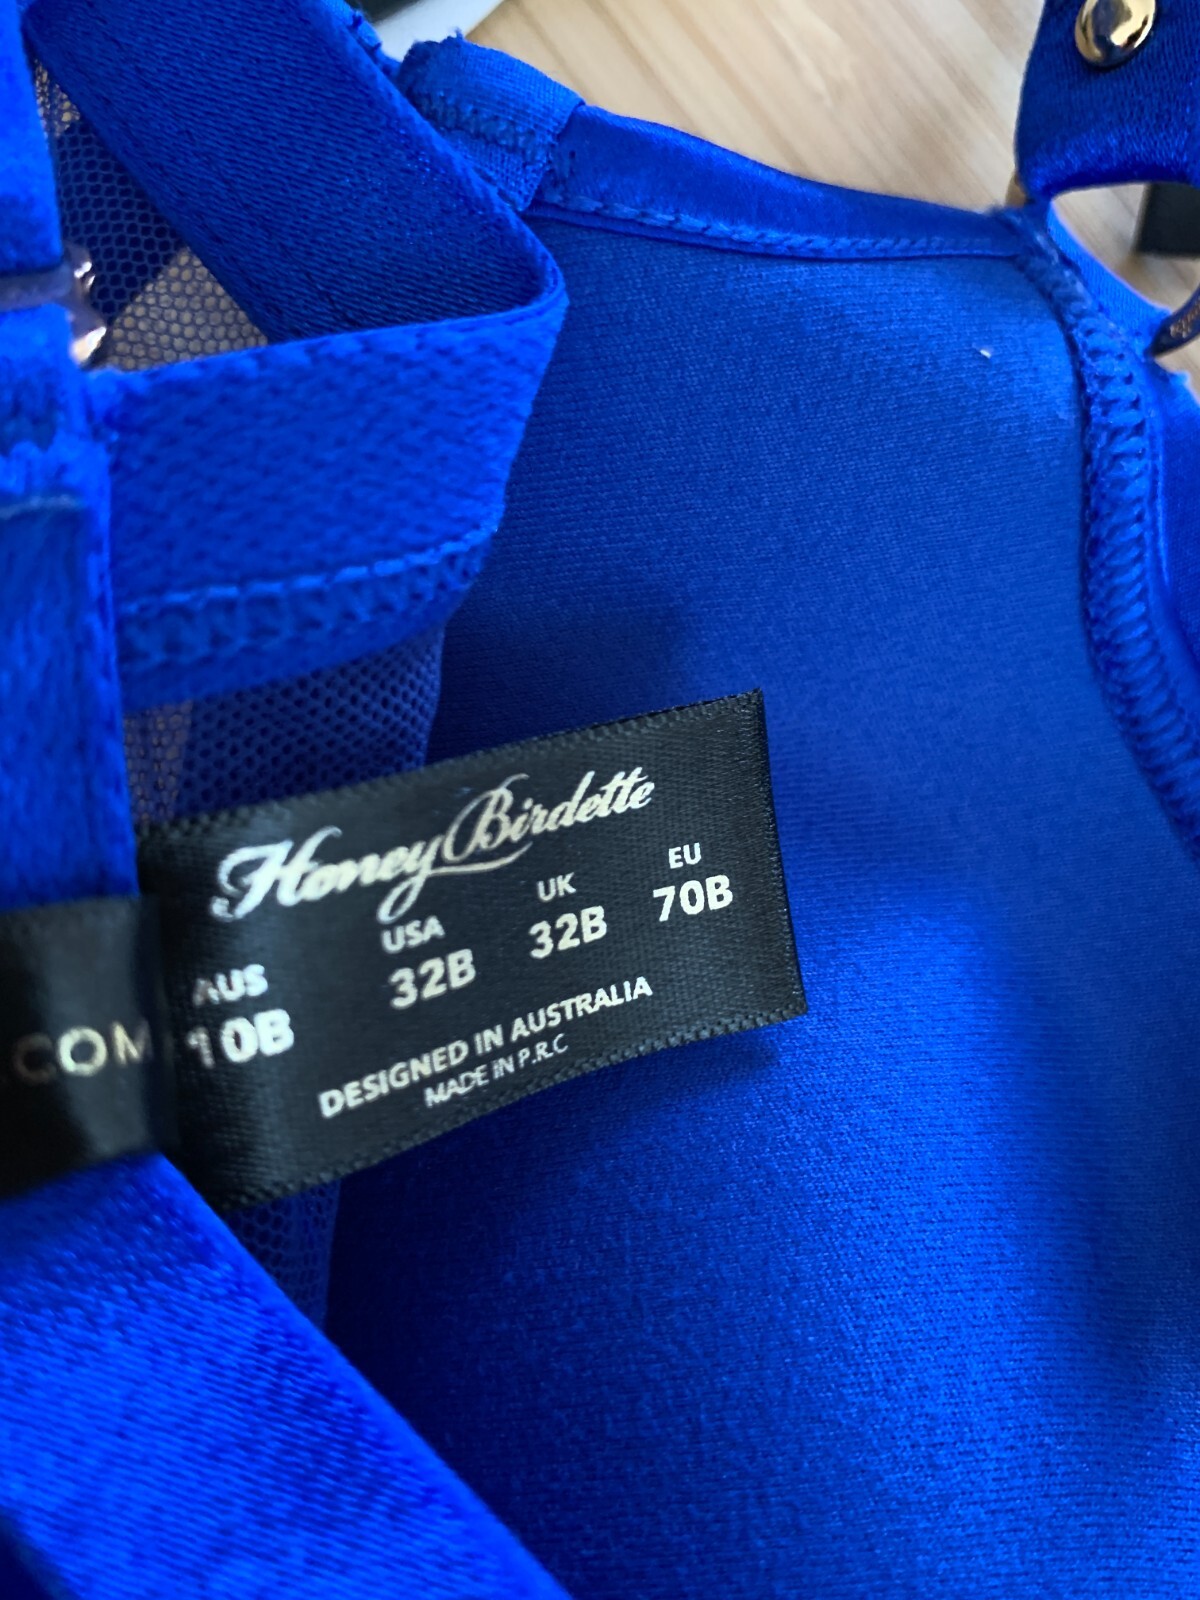 Honey Birdette
AUS USA UK EU
10B 32B 32B 70B
DESIGNED IN AUSTRALIA
MADE IN P.R.C
.COM